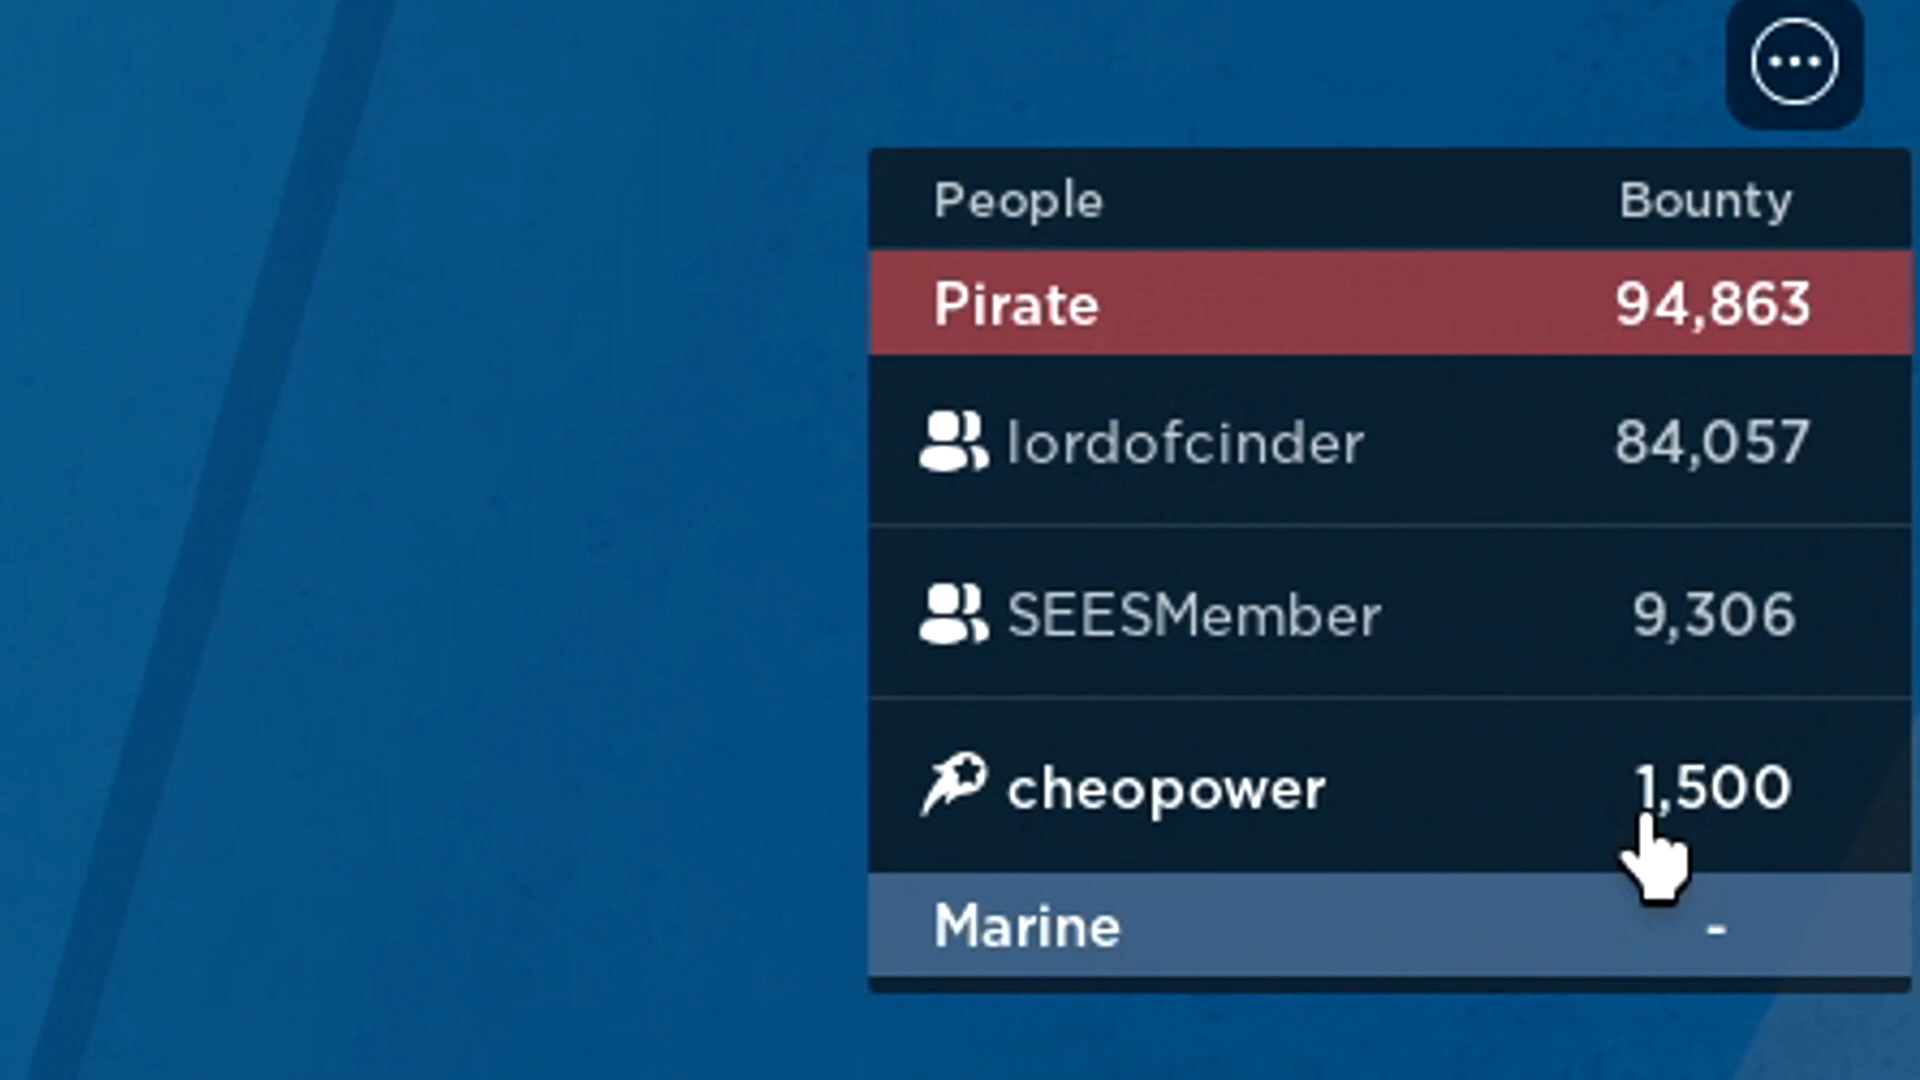 People Bounty
Pirate 94,863
lordofcinder 84,057
SEESMember 9,306
cheopower 1,500
Marine -